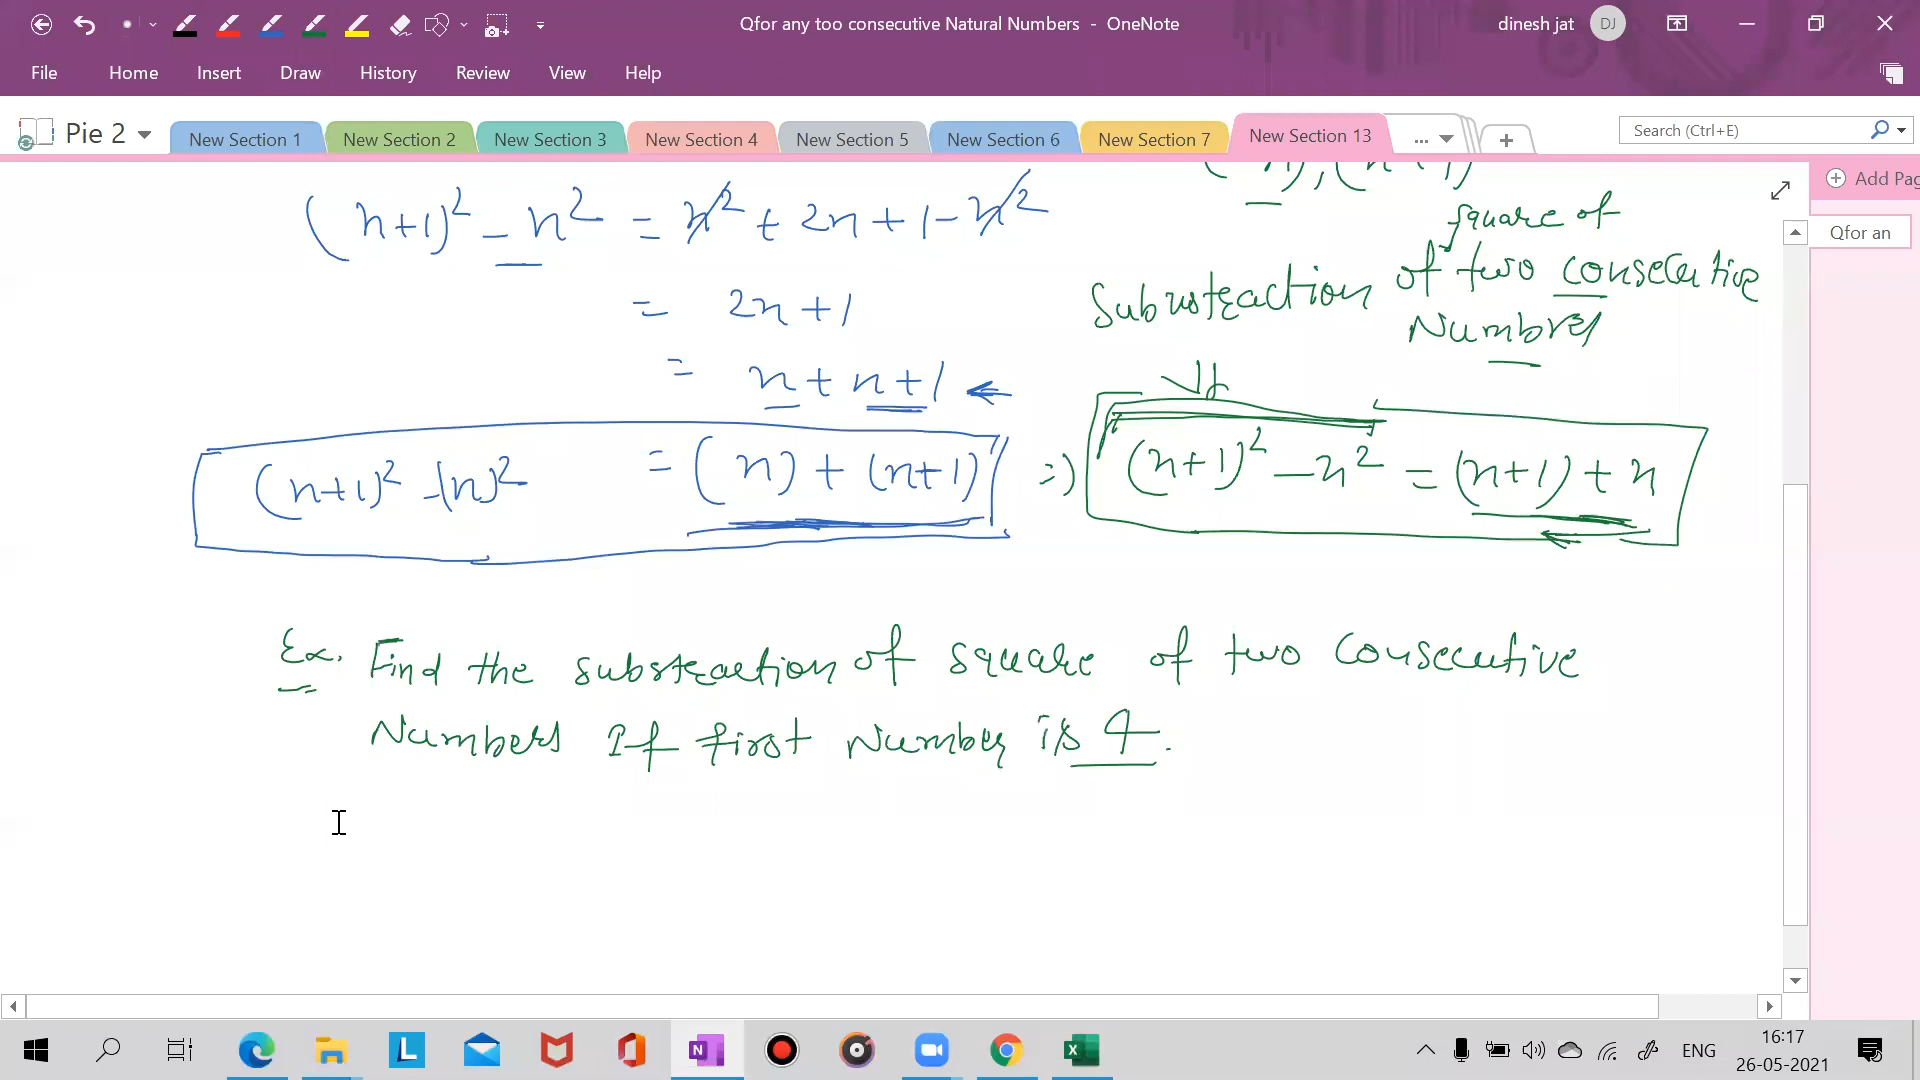 Qfor any too consecutive Natural Numbers - OneNote
dinesh jat DJ
File Home Insert Draw History Review View Help
Pie 2 New Section 1 New Section 2 New Section 3 New Section 4 New Section 5 New Section 6 New Section 7 New Section 13 ... + Search (Ctrl+E)
Add Pag
Qfor an
(n+1)² - n² = n² + 2n + 1 - n²
= 2n + 1
= n + n+1
(n+1)² - (n)² = (n) + (n+1)
square of
Substraction of two consecutive
Numbers
=) (n+1)² - n² = (n+1) + n
Ex. Find the substraction of square of two consecutive
Numbers If first Number is 4.
L N X
ENG
16:17
26-05-2021